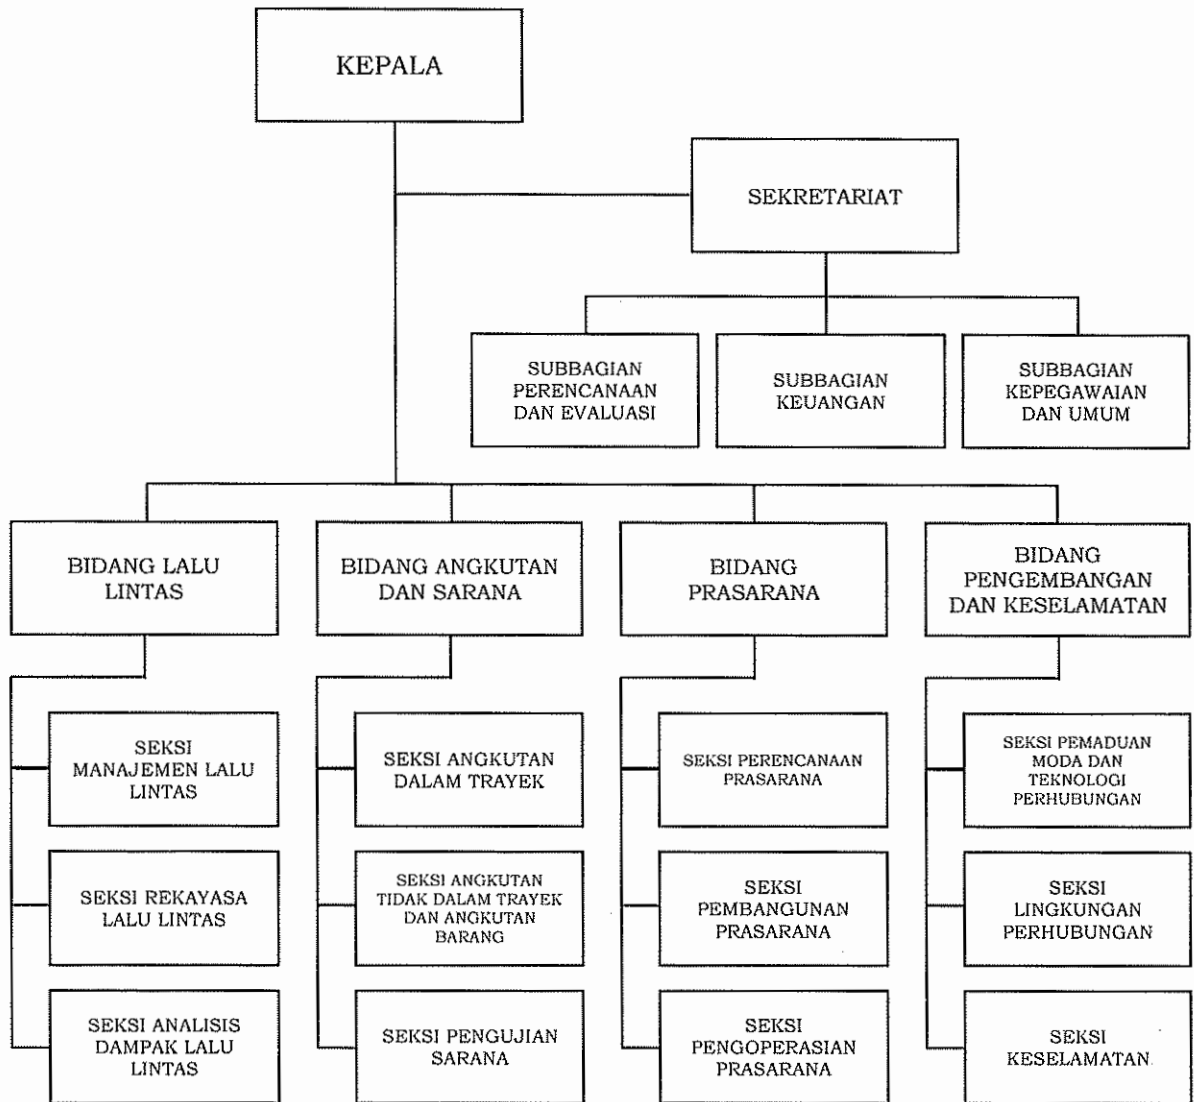 KEPALA
SEKRETARIAT
SUBBAGIAN
PERENCANAAN
DAN EVALUASI
SUBBAGIAN
KEUANGAN
SUBBAGIAN
KEPEGAWAIAN
DAN UMUM
BIDANG LALU
LINTAS
BIDANG ANGKUTAN
DAN SARANA
BIDANG
PRASARANA
BIDANG
PENGEMBANGAN
DAN KESELAMATAN
SEKSI
MANAJEMEN LALU
LINTAS
SEKSI ANGKUTAN
DALAM TRAYEK
SEKSI PERENCANAAN
PRASARANA
SEKSI PEMADUAN
MODA DAN
TEKNOLOGI
PERHUBUNGAN
SEKSI REKAYASA
LALU LINTAS
SEKSI ANGKUTAN
TIDAK DALAM TRAYEK
DAN ANGKUTAN
BARANG
SEKSI
PEMBANGUNAN
PRASARANA
SEKSI
LINGKUNGAN
PERHUBUNGAN
SEKSI ANALISIS
DAMPAK LALU
LINTAS
SEKSI PENGUJIAN
SARANA
SEKSI
PENGOPERASIAN
PRASARANA
SEKSI
KESELAMATAN